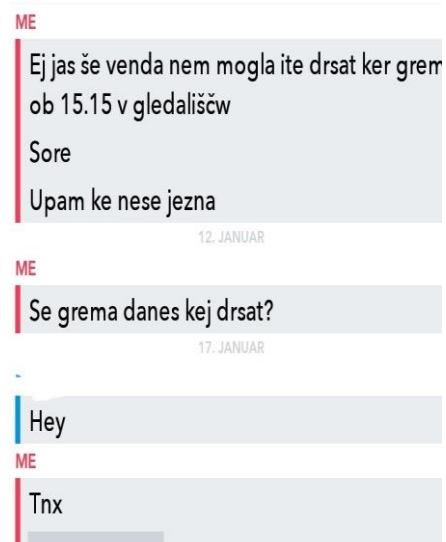 ME
Ej jas še venda nem mogla ite drsat ker grem
ob 15.15 v gledališčw
Sore
Upam ke nese jezna
12. JANUAR
ME
Se grema danes kej drsat?
17. JANUAR
Hey
ME
Tnx